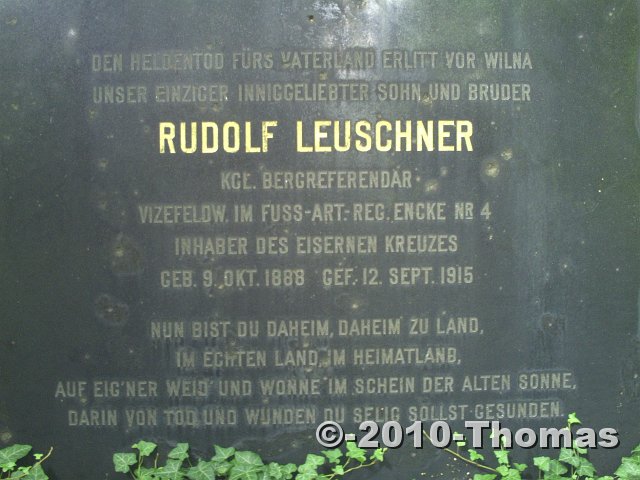 DEN HELDENTOD FÜRS VATERLAND ERLITT VOR WILNA
UNSER EINZIGER INNIGGELIEBTER SOHN UND BRUDER
RUDOLF LEUSCHNER
KGL. BERGREFERENDAR
VIZEFELDW. IM FUSS-ART.-REG. ENCKE NR 4
INHABER DES EISERNEN KREUZES
GEB. 9. OKT. 1888 GEF. 12. SEPT. 1915
NUN BIST DU DAHEIM, DAHEIM ZU LAND,
IM ECHTEN LAND, IM HEIMATLAND,
AUF EIG'NER WEID' UND WONNE IM SCHEIN DER ALTEN SONNE,
DARIN VON TOD UND WUNDEN DU SELIG SOLLST GESUNDEN.
©-2010-Thomas